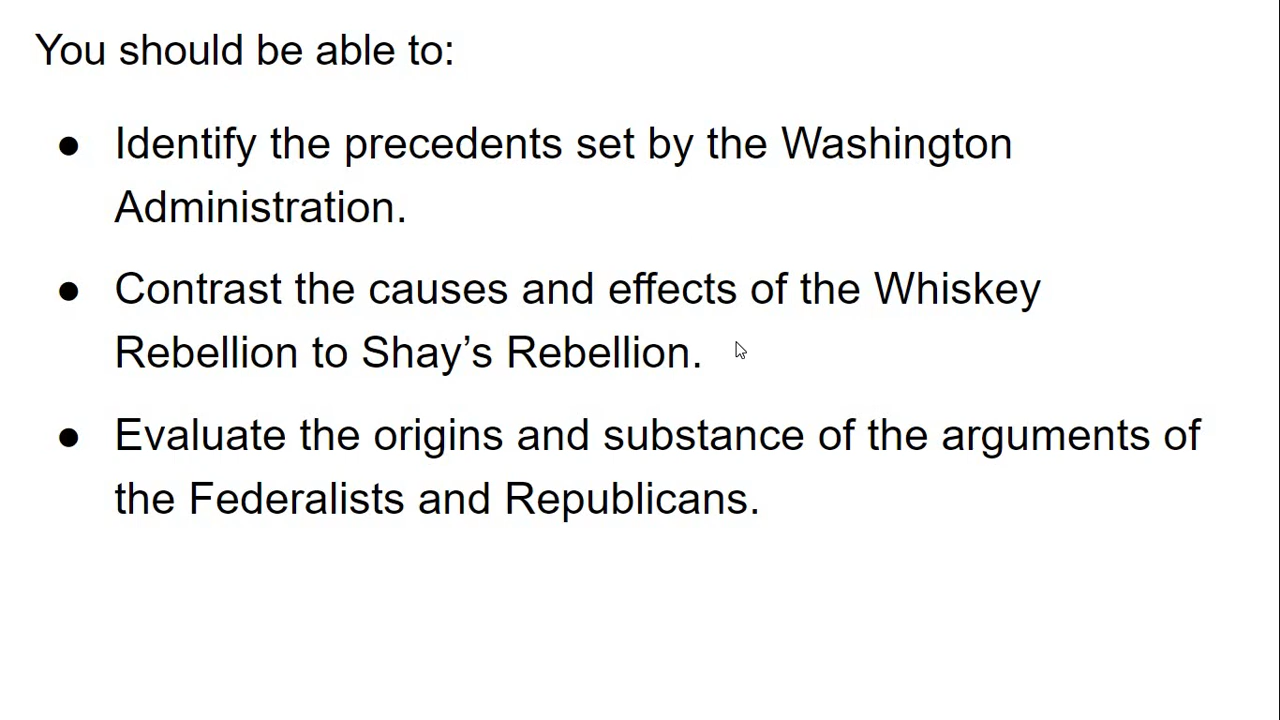 You should be able to:
● Identify the precedents set by the Washington
Administration.
● Contrast the causes and effects of the Whiskey
Rebellion to Shay’s Rebellion.
● Evaluate the origins and substance of the arguments of
the Federalists and Republicans.